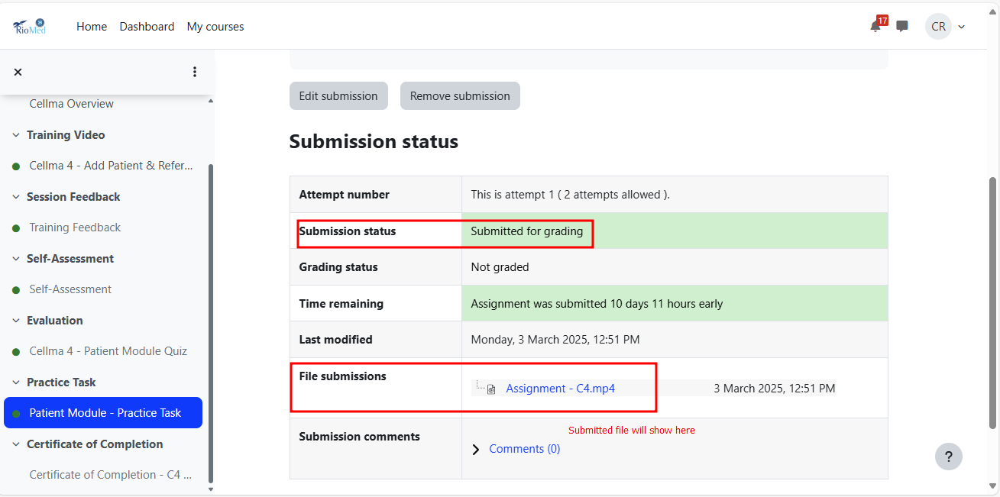 RioMed
Home
Dashboard
My courses
17
CR
Cellma Overview
Training Video
Cellma 4 - Add Patient & Refer...
Session Feedback
Training Feedback
Self-Assessment
Self-Assessment
Evaluation
Cellma 4 - Patient Module Quiz
Practice Task
Patient Module - Practice Task
Certificate of Completion
Certificate of Completion - C4 ...
Edit submission
Remove submission
Submission status
Attempt number
This is attempt 1 ( 2 attempts allowed ).
Submission status
Submitted for grading
Grading status
Not graded
Time remaining
Assignment was submitted 10 days 11 hours early
Last modified
Monday, 3 March 2025, 12:51 PM
File submissions
Assignment - C4.mp4
3 March 2025, 12:51 PM
Submission comments
Submitted file will show here
Comments (0)
?